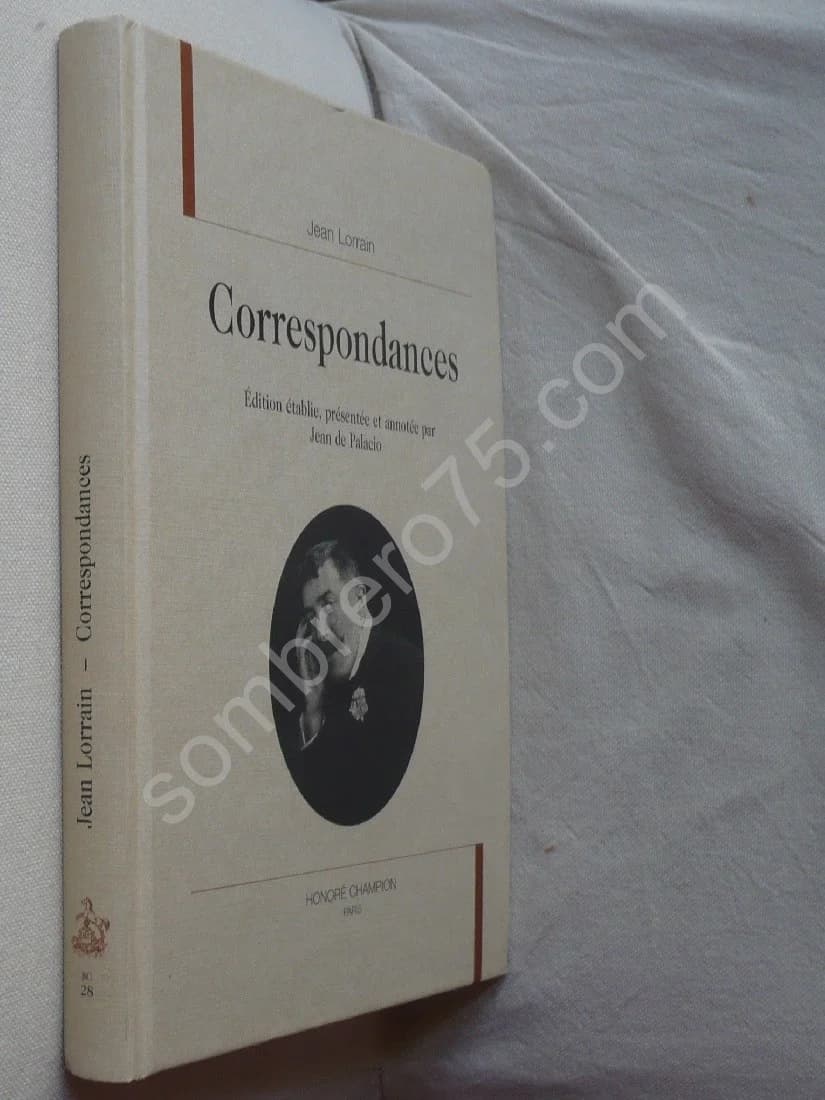 Jean Lorrain
Correspondances
Édition établie, présentée et annotée par
Jean de Palacio
HONORÉ CHAMPION
PARIS
Jean Lorrain – Correspondances
28
sombrero75.com